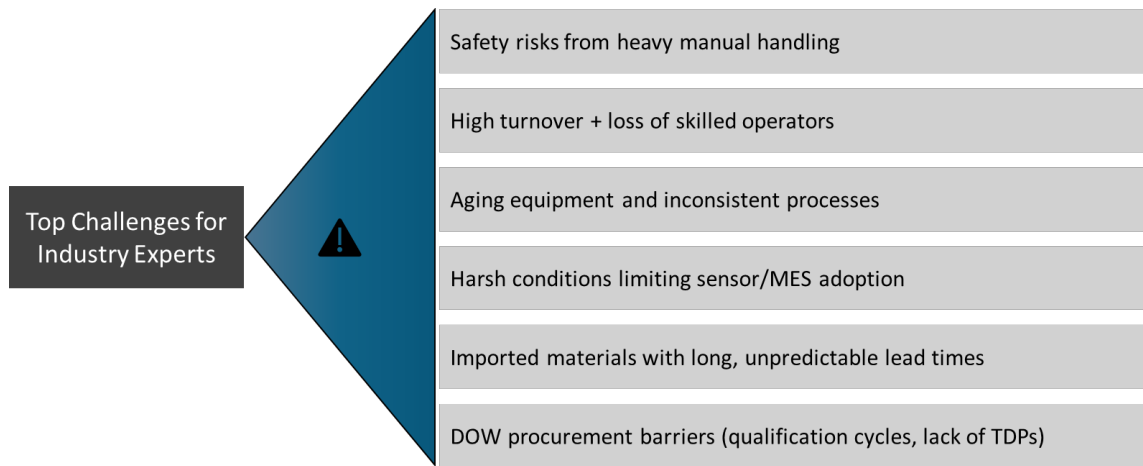 Top Challenges for
Industry Experts
Safety risks from heavy manual handling
High turnover + loss of skilled operators
Aging equipment and inconsistent processes
Harsh conditions limiting sensor/MES adoption
Imported materials with long, unpredictable lead times
DOW procurement barriers (qualification cycles, lack of TDPs)